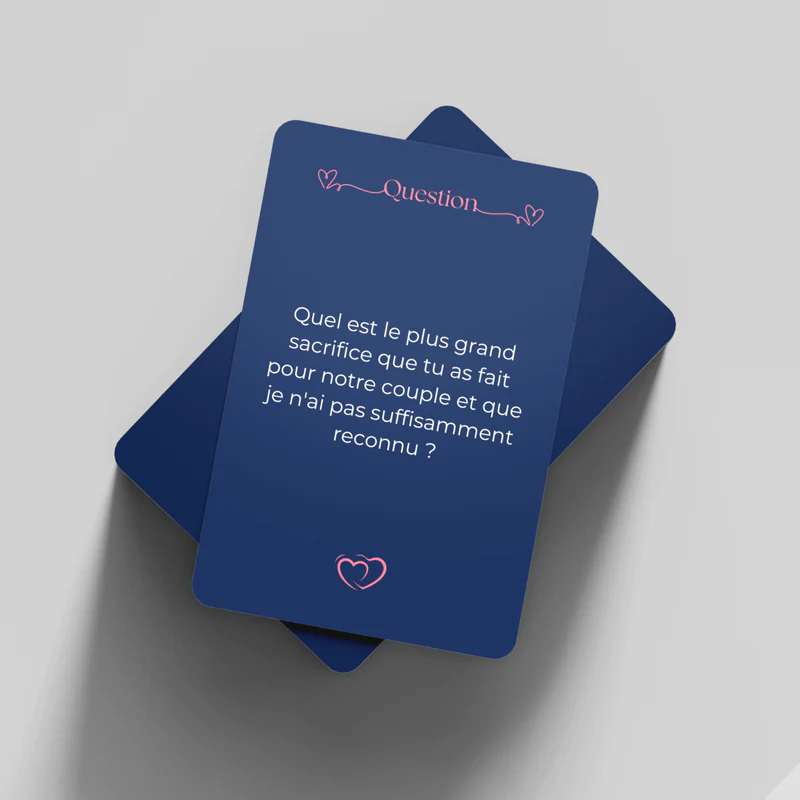 Question
Quel est le plus grand
sacrifice que tu as fait
pour notre couple et que
je n'ai pas suffisamment
reconnu ?